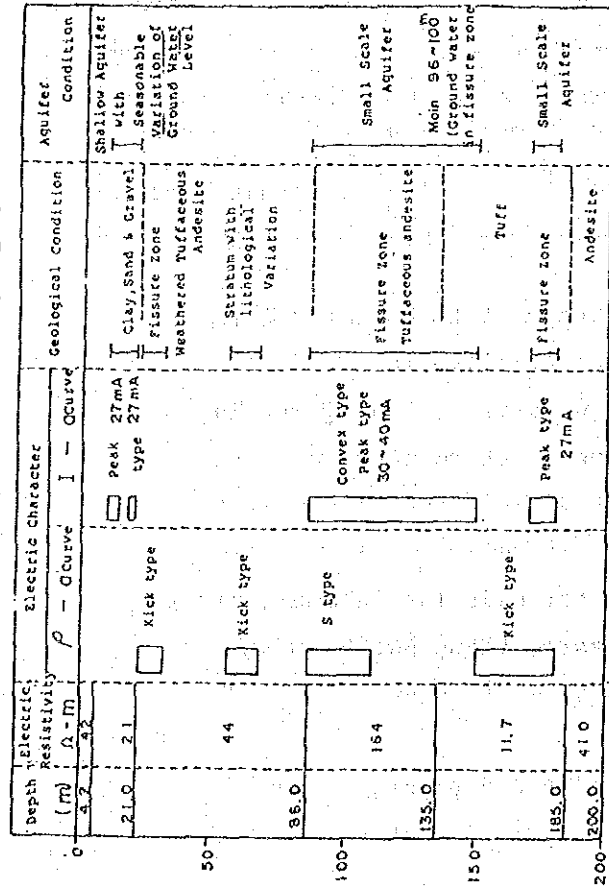 Depth
(m)
Electric
Resistivity
Ω-m
Electric Character
ρ - a curve
I - a curve
Geological Condition
Aquifer
Condition
0
50
100
150
200
4.2
21.0
86.0
135.0
185.0
200.0
42
21
44
164
11.7
410
Kick type
Kick type
S type
Kick type
Peak 27mA
type 27mA
Convex type
Peak type
30~40mA
Peak type
27mA
Clay, Sand & Gravel
Fissure Zone
Weathered Tuffaceous
Andesite
Stratum with
lithological
Variation
Fissure Zone
Tuffaceous andesite
Tuff
Fissure Zone
Andesite
Shallow Aquifer
with
Seasonable
Variation of
Ground Water
Level
Small Scale
Aquifer
Moin 96~100m
(Ground water
in fissure zone)
Small Scale
Aquifer